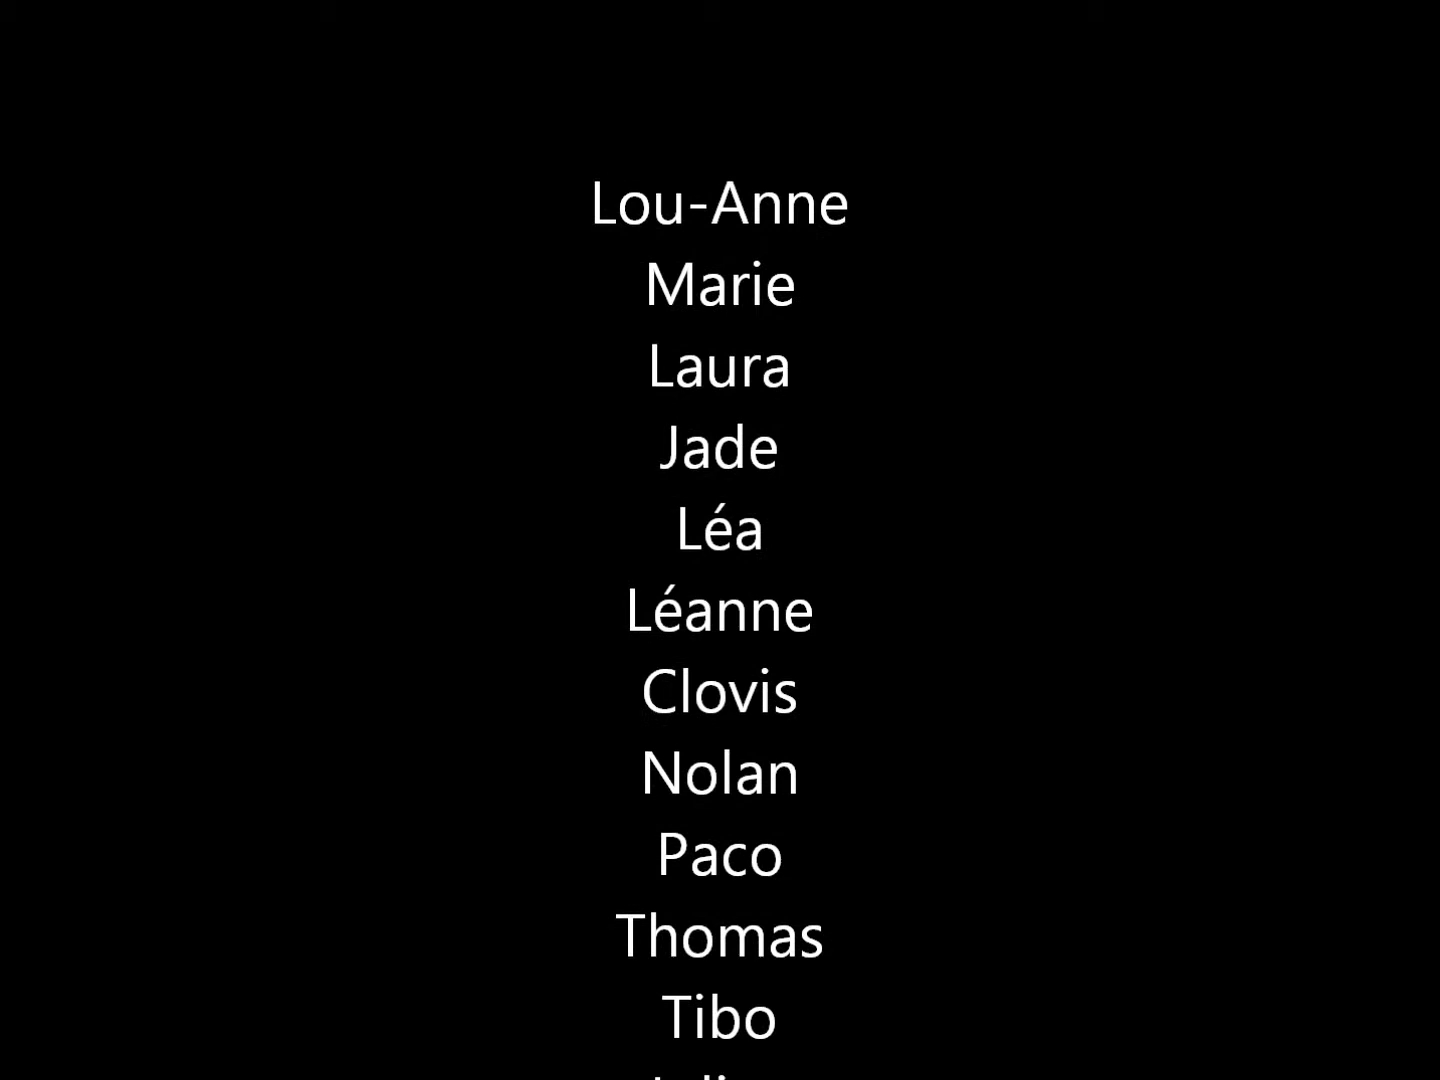 Lou-Anne
Marie
Laura
Jade
Léa
Léanne
Clovis
Nolan
Paco
Thomas
Tibo